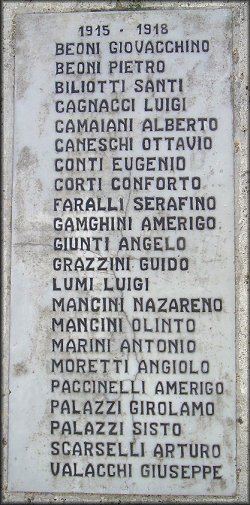 1915 · 1918
BEONI GIOVACCHINO
BEONI PIETRO
BILIOTTI SANTI
CAGNACCI LUIGI
CAMAIANI ALBERTO
CANESCHI OTTAVIO
CONTI EUGENIO
CORTI CONFORTO
FARALLI SERAFINO
GAMGHINI AMERIGO
GIUNTI ANGELO
GRAZZINI GUIDO
LUMI LUIGI
MANCINI NAZARENO
MANCINI OLINTO
MARINI ANTONIO
MORETTI ANGIOLO
PACCINELLI AMERIGO
PALAZZI GIROLAMO
PALAZZI SISTO
SCARSELLI ARTURO
VALACCHI GIUSEPPE